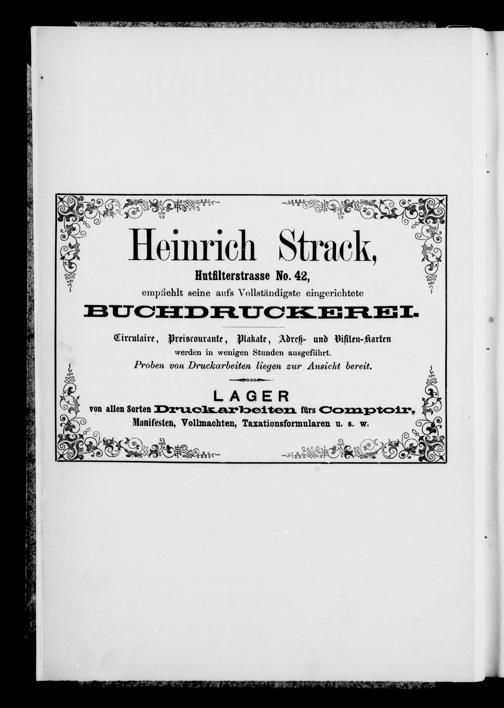 Heinrich Strack,
Hutfilterstrasse No. 42,
empfiehlt seine aufs Vollständigste eingerichtete
BUCHDRUCKEREI.
Circulaire, Preiscourante, Plakate, Adreß- und Visiten-Karten
werden in wenigen Stunden ausgeführt.
Proben von Druckarbeiten liegen zur Ansicht bereit.
LAGER
von allen Sorten Druckarbeiten fürs Comptoir,
Manifesten, Vollmachten, Taxationsformularen u. s. w.